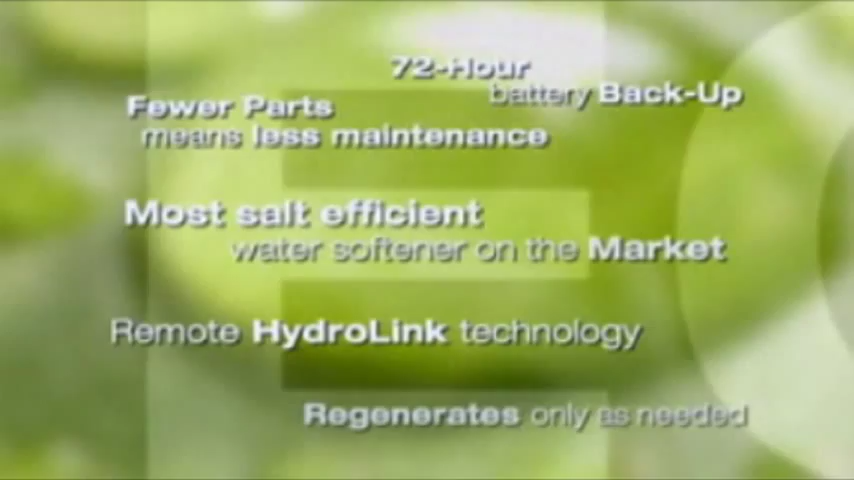 72-Hour
battery Back-Up
Fewer Parts
means less maintenance
Most salt efficient
water softener on the Market
Remote HydroLink technology
Regenerates only as needed